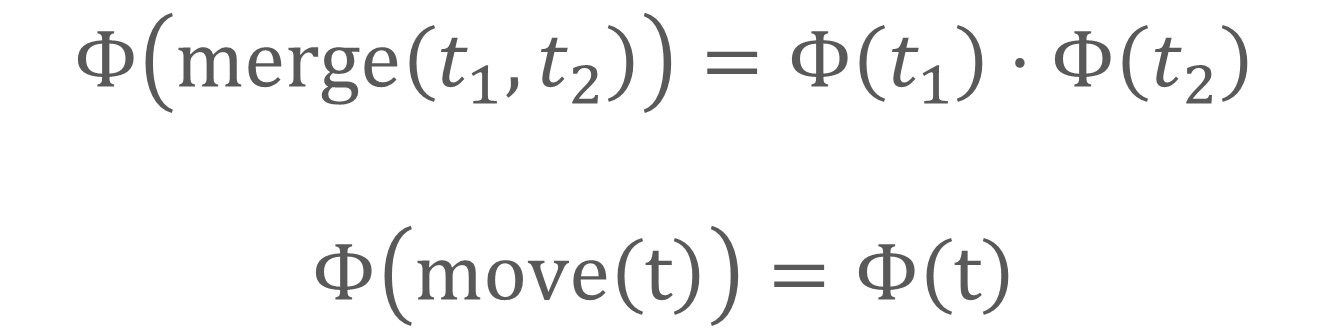 Φ(merge(t₁, t₂)) = Φ(t₁) · Φ(t₂)
Φ(move(t)) = Φ(t)